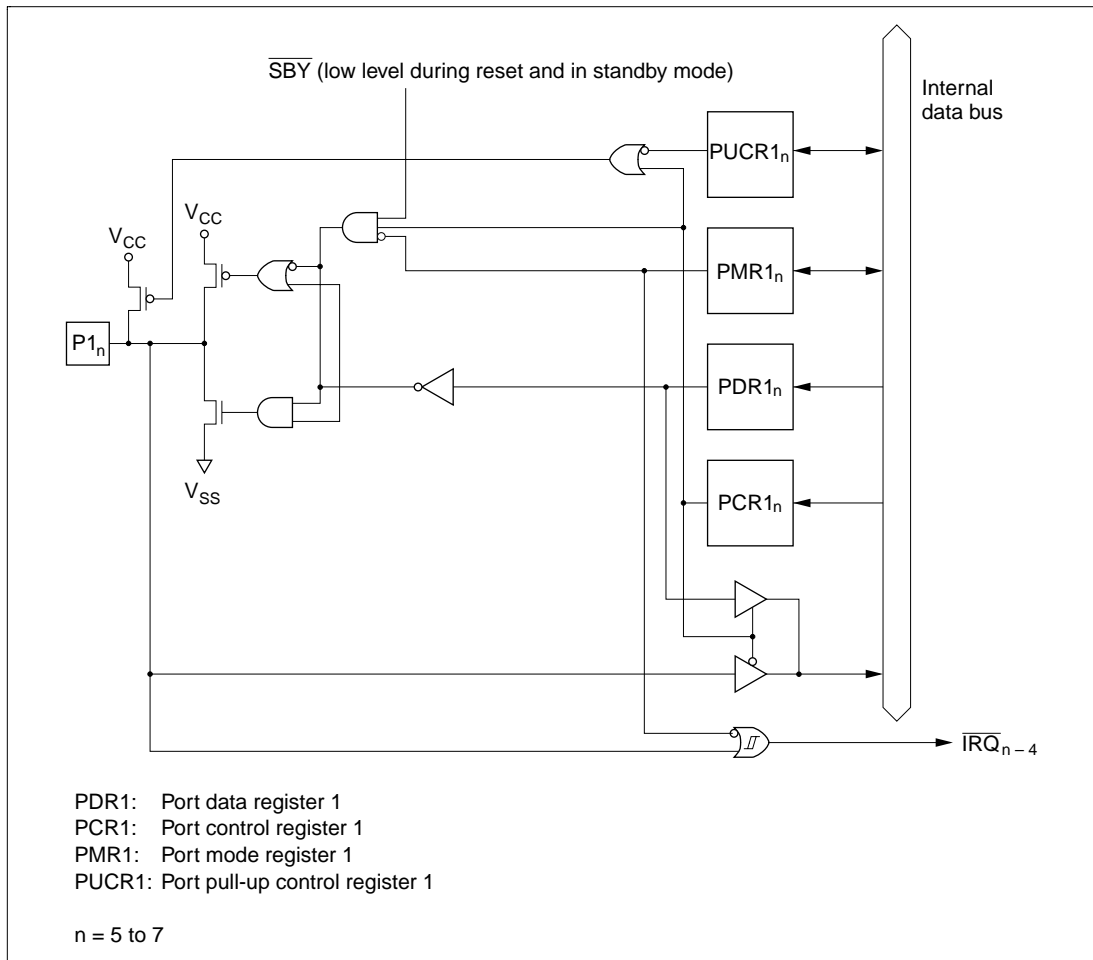 SBY (low level during reset and in standby mode)
Internal
data bus
PUCR1n
VCC
VCC
PMR1n
P1n
PDR1n
VSS
PCR1n
IRQn – 4
PDR1: Port data register 1
PCR1: Port control register 1
PMR1: Port mode register 1
PUCR1: Port pull-up control register 1
n = 5 to 7